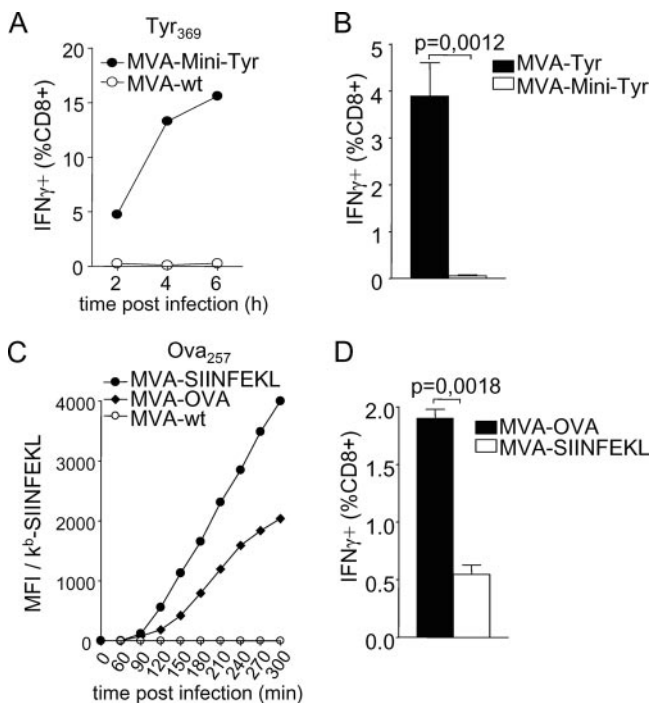 A
Tyr369
MVA-Mini-Tyr
MVA-wt
IFNγ+ (%CD8+)
20
15
10
5
0
2 4 6
time post infection (h)
B
p=0,0012
MVA-Tyr
MVA-Mini-Tyr
IFNγ+ (%CD8+)
5
4
3
2
1
0
C
Ova257
MVA-SIINFEKL
MVA-OVA
MVA-wt
MFI / kb-SIINFEKL
4000
3000
2000
1000
0
0 60 90 120 150 180 210 240 270 300
time post infection (min)
D
p=0,0018
MVA-OVA
MVA-SIINFEKL
IFNγ+ (%CD8+)
2.0
1.5
1.0
0.5
0.0